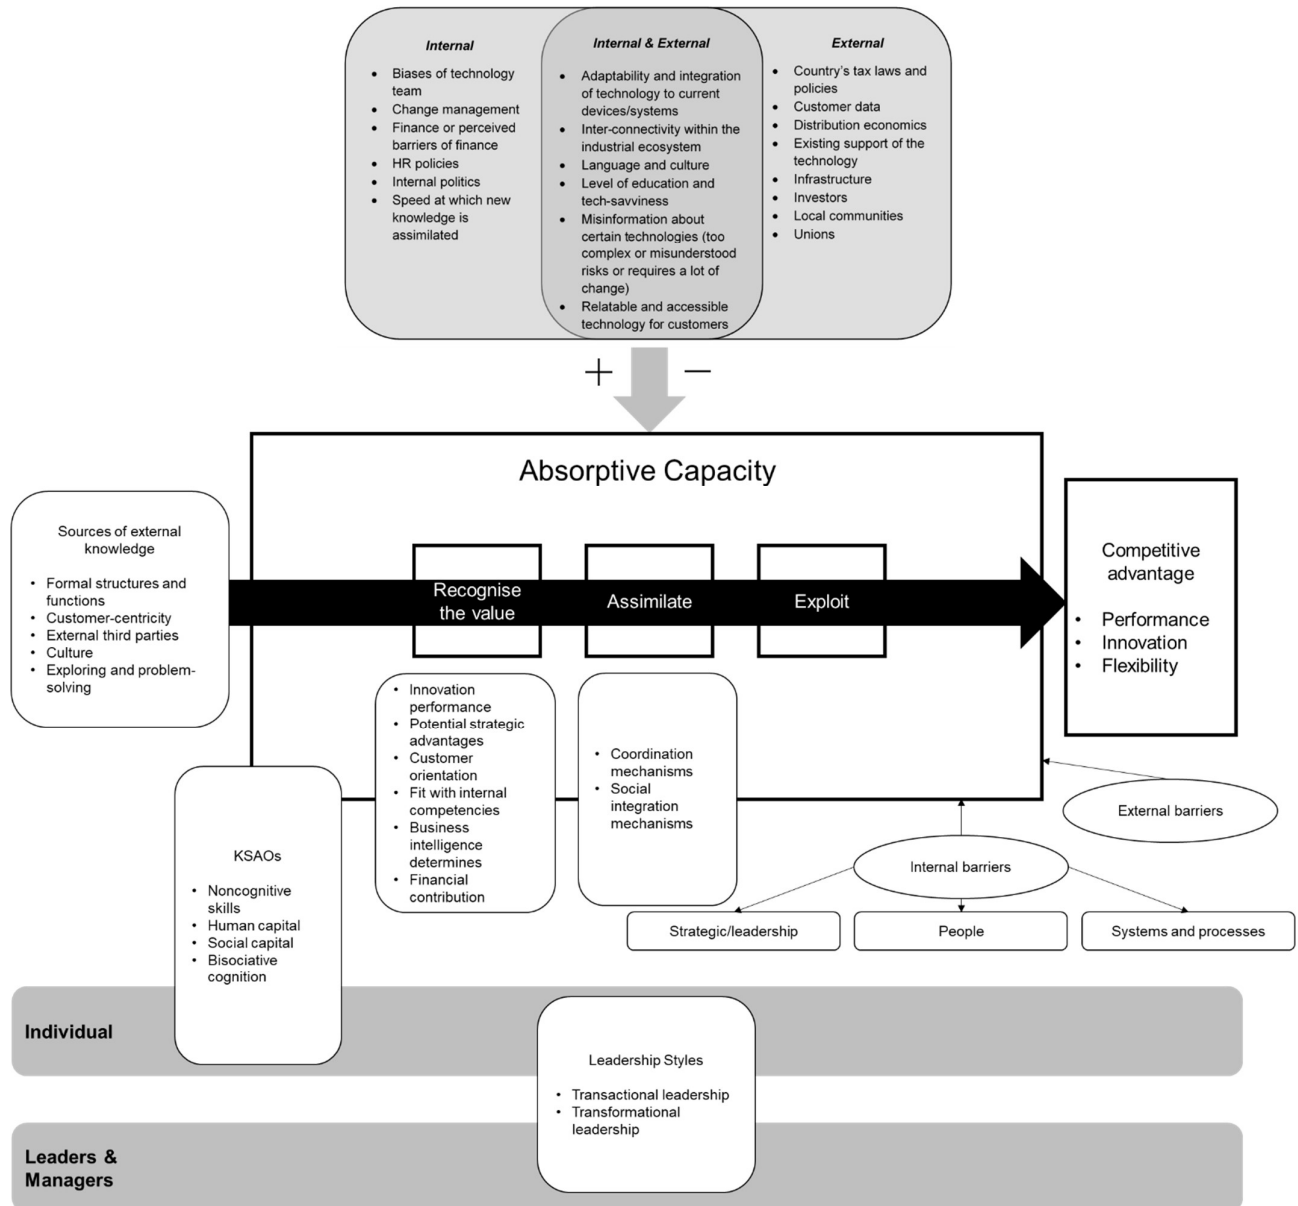 Internal
• Biases of technology
team
• Change management
• Finance or perceived
barriers of finance
• HR policies
• Internal politics
• Speed at which new
knowledge is
assimilated
Internal & External
• Adaptability and integration
of technology to current
devices/systems
• Inter-connectivity within the
industrial ecosystem
• Language and culture
• Level of education and
tech-savviness
• Misinformation about
certain technologies (too
complex or misunderstood
risks or requires a lot of
change)
• Relatable and accessible
technology for customers
External
• Country's tax laws and
policies
• Customer data
• Distribution economics
• Existing support of the
technology
• Infrastructure
• Investors
• Local communities
• Unions
+ −
Absorptive Capacity
Sources of external
knowledge
• Formal structures and
functions
• Customer-centricity
• External third parties
• Culture
• Exploring and problem-
solving
Recognise
the value
Assimilate
Exploit
Competitive
advantage
• Performance
• Innovation
• Flexibility
• Innovation
performance
• Potential strategic
advantages
• Customer
orientation
• Fit with internal
competencies
• Business
intelligence
determines
• Financial
contribution
• Coordination
mechanisms
• Social
integration
mechanisms
External barriers
Internal barriers
Strategic/leadership
People
Systems and processes
KSAOs
• Noncognitive
skills
• Human capital
• Social capital
• Bisociative
cognition
Individual
Leadership Styles
• Transactional leadership
• Transformational
leadership
Leaders &
Managers